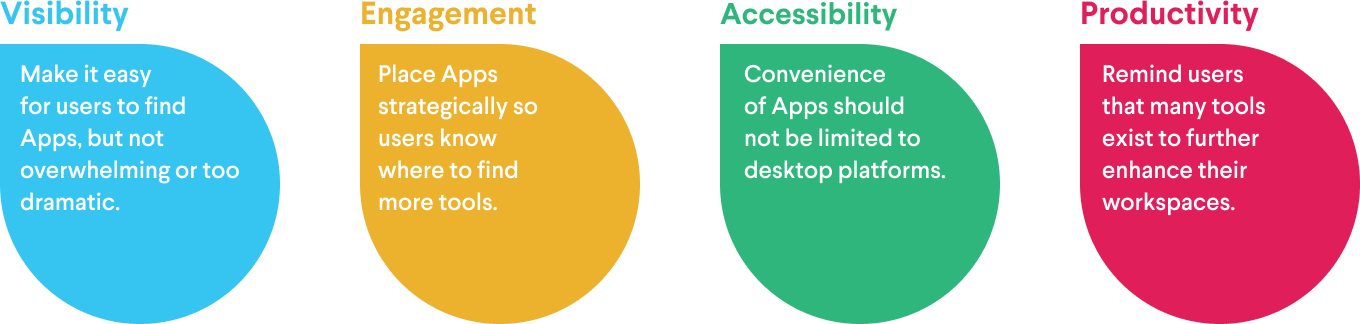 Visibility
Make it easy
for users to find
Apps, but not
overwhelming or too
dramatic.
Engagement
Place Apps
strategically so
users know
where to find
more tools.
Accessibility
Convenience
of Apps should
not be limited to
desktop platforms.
Productivity
Remind users
that many tools
exist to further
enhance their
workspaces.